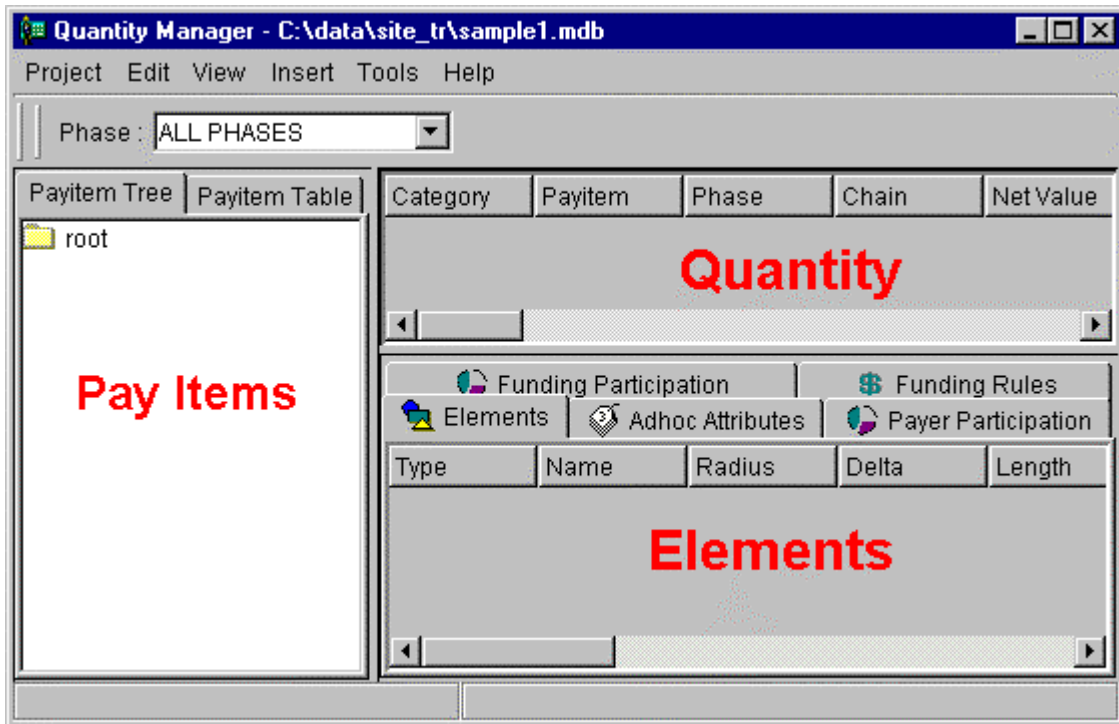 Quantity Manager - C:\data\site_tr\sample1.mdb
Project Edit View Insert Tools Help
Phase : ALL PHASES
Payitem Tree Payitem Table
root
Pay Items
Category Payitem Phase Chain Net Value
Quantity
Funding Participation Funding Rules
Elements Adhoc Attributes Payer Participation
Type Name Radius Delta Length
Elements